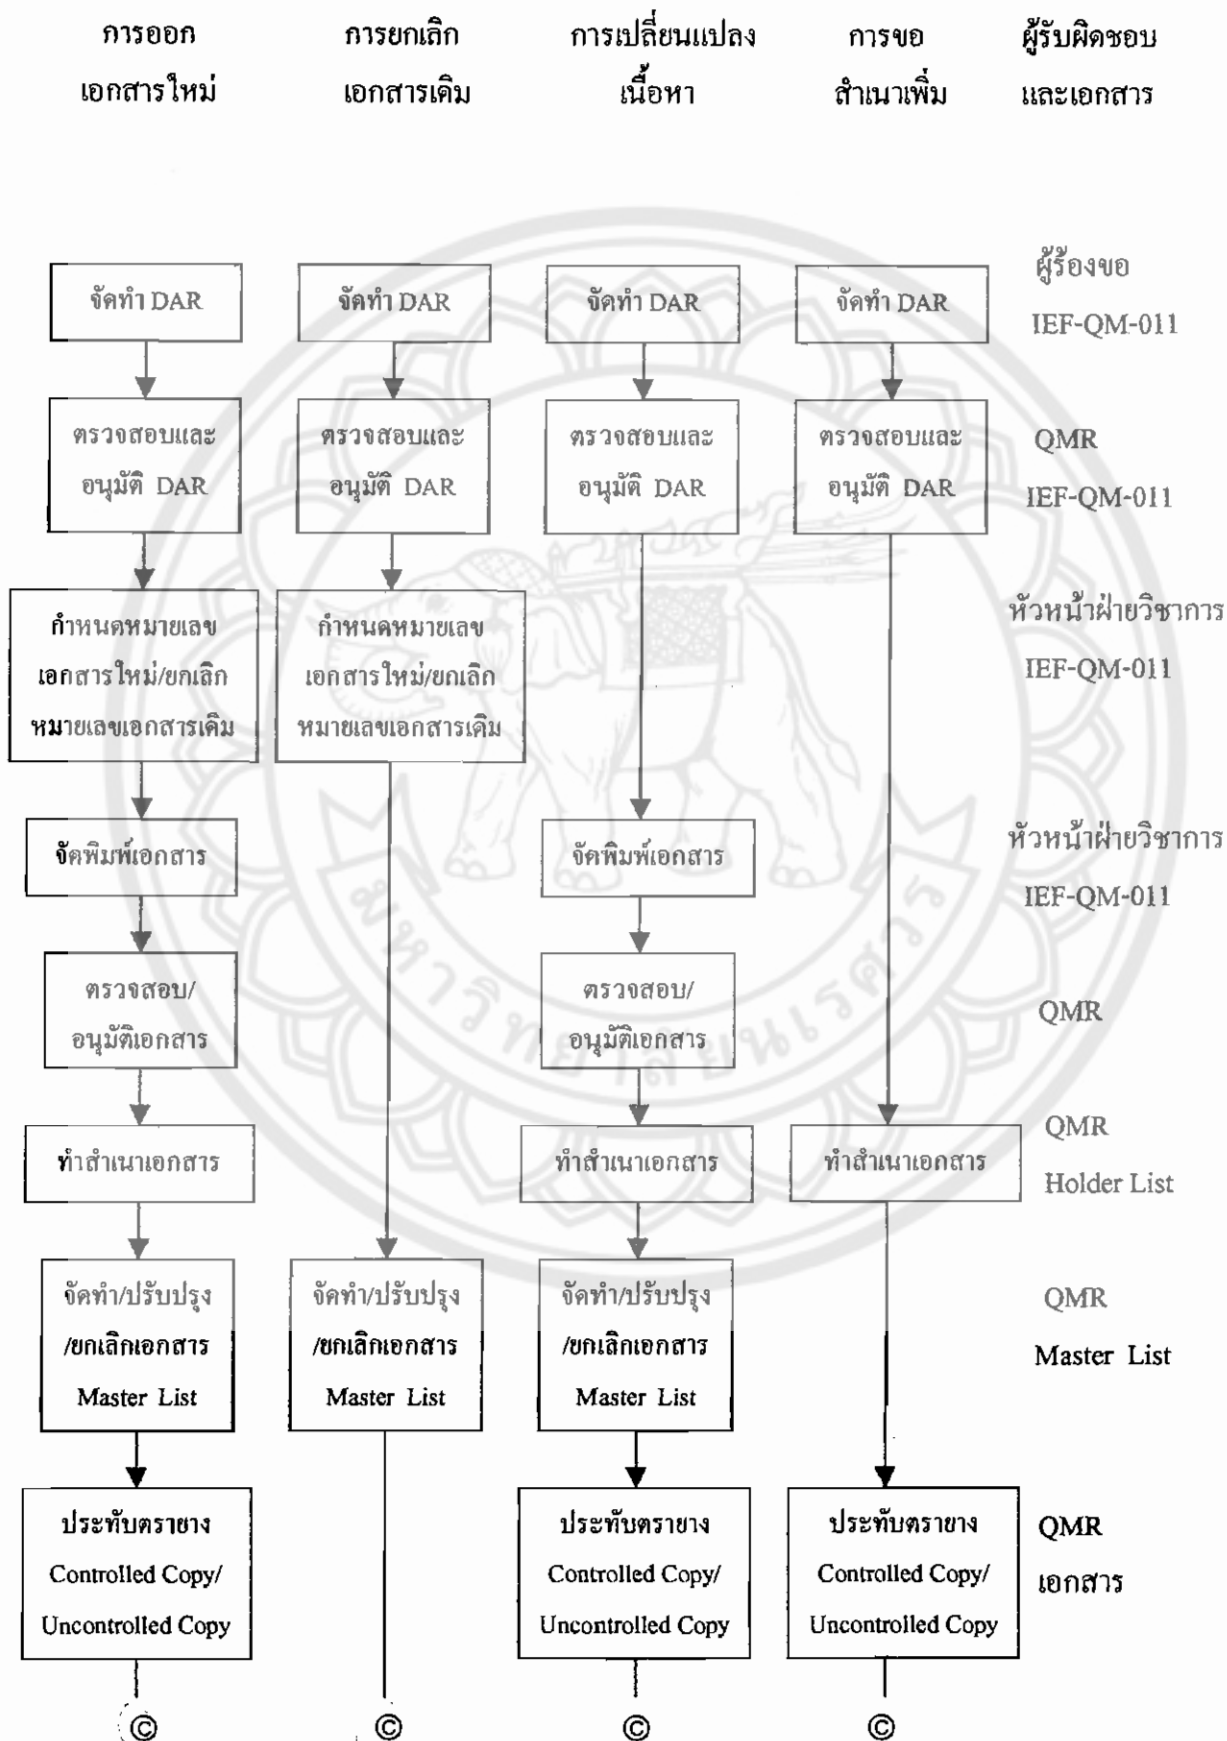 การออก การยกเลิก การเปลี่ยนแปลง การขอ ผู้รับผิดชอบ
เอกสารใหม่ เอกสารเดิม เนื้อหา สำเนาเพิ่ม และเอกสาร
ผู้ร้องขอ
จัดทำ DAR จัดทำ DAR จัดทำ DAR จัดทำ DAR
IEF-QM-011
ตรวจสอบและ ตรวจสอบและ ตรวจสอบและ ตรวจสอบและ QMR
อนุมัติ DAR อนุมัติ DAR อนุมัติ DAR อนุมัติ DAR IEF-QM-011
กำหนดหมายเลข กำหนดหมายเลข หัวหน้าฝ่ายวิชาการ
เอกสารใหม่/ยกเลิก เอกสารใหม่/ยกเลิก IEF-QM-011
หมายเลขเอกสารเดิม หมายเลขเอกสารเดิม
จัดพิมพ์เอกสาร จัดพิมพ์เอกสาร หัวหน้าฝ่ายวิชาการ
IEF-QM-011
มหาวิทยาลัยนเรศวร
ตรวจสอบ/ ตรวจสอบ/ QMR
อนุมัติเอกสาร อนุมัติเอกสาร
ทำสำเนาเอกสาร ทำสำเนาเอกสาร ทำสำเนาเอกสาร QMR
Holder List
จัดทำ/ปรับปรุง จัดทำ/ปรับปรุง จัดทำ/ปรับปรุง QMR
/ยกเลิกเอกสาร /ยกเลิกเอกสาร /ยกเลิกเอกสาร Master List
Master List Master List Master List
ประทับตรายาง ประทับตรายาง ประทับตรายาง QMR
Controlled Copy/ Controlled Copy/ Controlled Copy/ เอกสาร
Uncontrolled Copy Uncontrolled Copy Uncontrolled Copy
© © © ©